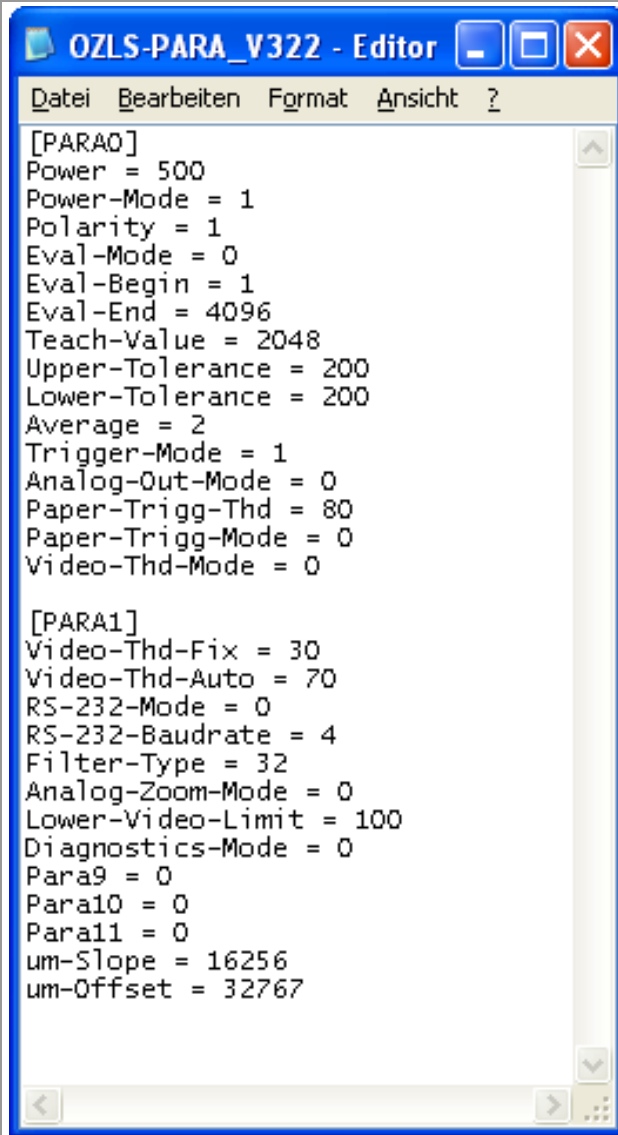 OZLS-PARA_V322 - Editor
Datei Bearbeiten Format Ansicht ?
[PARA0]
Power = 500
Power-Mode = 1
Polarity = 1
Eval-Mode = 0
Eval-Begin = 1
Eval-End = 4096
Teach-Value = 2048
Upper-Tolerance = 200
Lower-Tolerance = 200
Average = 2
Trigger-Mode = 1
Analog-Out-Mode = 0
Paper-Trigg-Thd = 80
Paper-Trigg-Mode = 0
Video-Thd-Mode = 0
[PARA1]
Video-Thd-Fix = 30
Video-Thd-Auto = 70
RS-232-Mode = 0
RS-232-Baudrate = 4
Filter-Type = 32
Analog-Zoom-Mode = 0
Lower-Video-Limit = 100
Diagnostics-Mode = 0
Para9 = 0
Para10 = 0
Para11 = 0
um-Slope = 16256
um-Offset = 32767